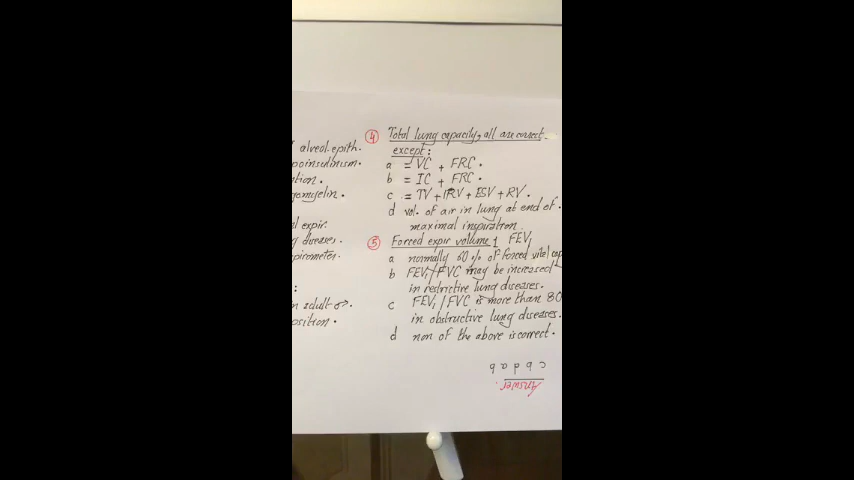 alveol. epith.
poinsulinism.
tion.
gomyelin.
l expir.
g diseases.
pirometer.
:
in adult ♂.
osition.
④ Total lung capacity, all are correct
except:
a = VC + FRC.
b = IC + FRC.
c = TV + IRV + ERV + RV.
d vol. of air in lung at end of.
maximal inspiration.
⑤ Forced expir volume 1 FEV₁
a normally 60% of forced vital cap
b FEV₁/FVC may be increased
in restrictive lung diseases.
c FEV₁/FVC is more than 80
in obstructive lung diseases.
d non of the above is correct.
Answer.
c b d a b